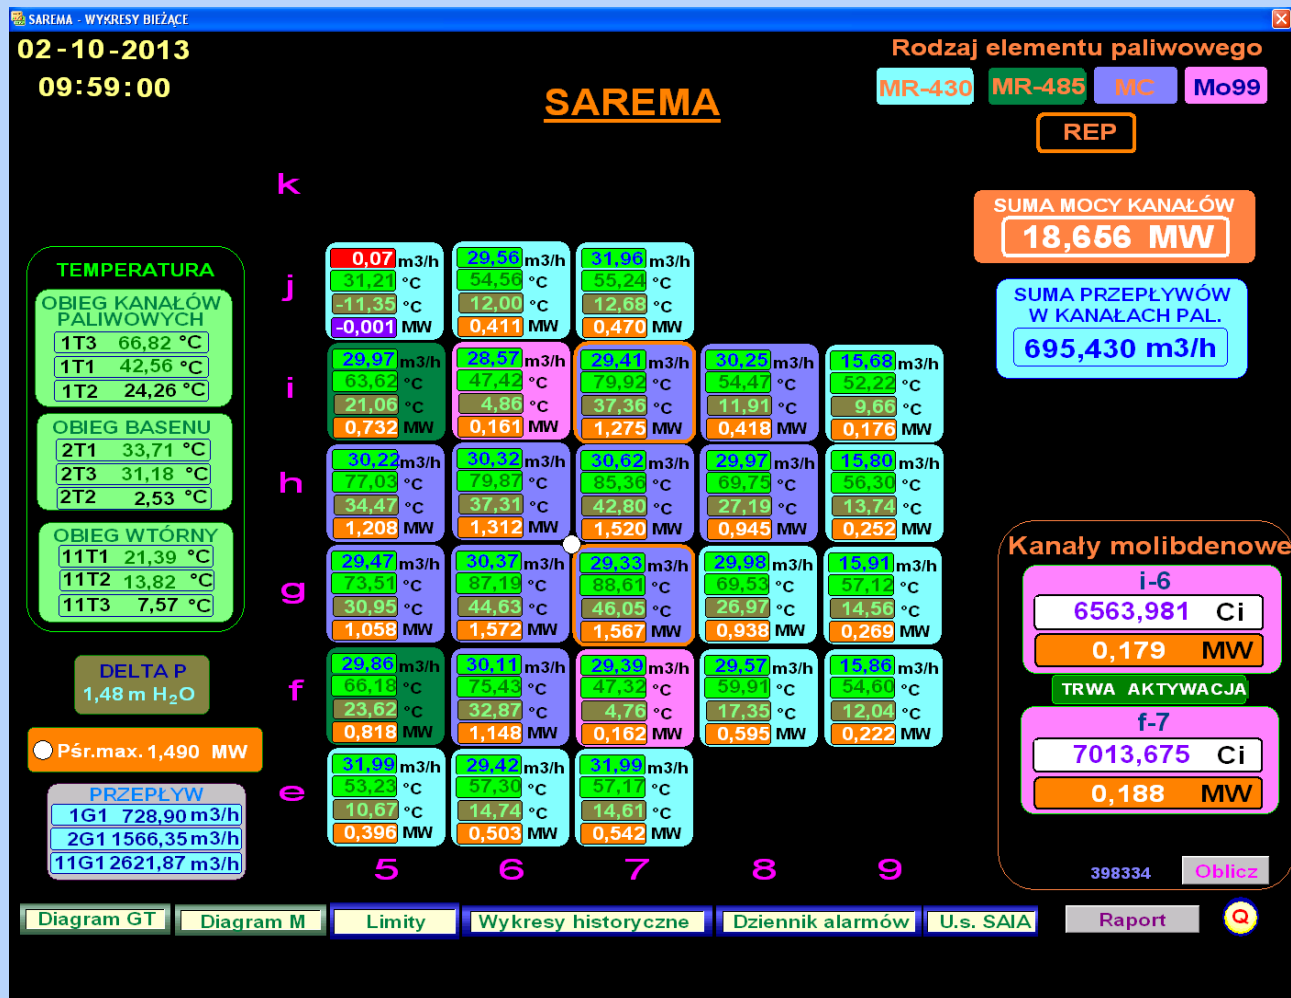 SAREMA - WYKRESY BIEŻĄCE
02-10-2013
09:59:00
SAREMA
Rodzaj elementu paliwowego
MR-430 MR-485 MC Mo99
REP
SUMA MOCY KANAŁÓW
18,656 MW
SUMA PRZEPŁYWÓW
W KANAŁACH PAL.
695,430 m3/h
TEMPERATURA
OBIEG KANAŁÓW
PALIWOWYCH
1T3 66,82 °C
1T1 42,56 °C
1T2 24,26 °C
OBIEG BASENU
2T1 33,71 °C
2T3 31,18 °C
2T2 2,53 °C
OBIEG WTÓRNY
11T1 21,39 °C
11T2 13,82 °C
11T3 7,57 °C
DELTA P
1,48 m H₂O
Pśr.max. 1,490 MW
PRZEPŁYW
1G1 728,90 m3/h
2G1 1566,35 m3/h
11G1 2621,87 m3/h
k
j
0,07 m3/h 29,56 m3/h 31,96 m3/h
31,21 °C 54,56 °C 55,24 °C
-11,35 °C 12,00 °C 12,68 °C
-0,001 MW 0,411 MW 0,470 MW
i
29,97 m3/h 28,57 m3/h 29,41 m3/h 30,25 m3/h 15,68 m3/h
63,62 °C 47,42 °C 79,92 °C 54,47 °C 52,22 °C
21,06 °C 4,86 °C 37,36 °C 11,91 °C 9,66 °C
0,732 MW 0,161 MW 1,275 MW 0,418 MW 0,176 MW
h
30,22 m3/h 30,32 m3/h 30,62 m3/h 29,97 m3/h 15,80 m3/h
77,03 °C 79,87 °C 85,36 °C 69,75 °C 56,30 °C
34,47 °C 37,31 °C 42,80 °C 27,19 °C 13,74 °C
1,208 MW 1,312 MW 1,520 MW 0,945 MW 0,252 MW
g
29,47 m3/h 30,37 m3/h 29,33 m3/h 29,98 m3/h 15,91 m3/h
73,51 °C 87,19 °C 88,61 °C 69,53 °C 57,12 °C
30,95 °C 44,63 °C 46,05 °C 26,97 °C 14,56 °C
1,058 MW 1,572 MW 1,567 MW 0,938 MW 0,269 MW
f
29,86 m3/h 30,11 m3/h 29,39 m3/h 29,57 m3/h 15,86 m3/h
66,18 °C 75,43 °C 47,32 °C 59,91 °C 54,60 °C
23,62 °C 32,87 °C 4,76 °C 17,35 °C 12,04 °C
0,818 MW 1,148 MW 0,162 MW 0,595 MW 0,222 MW
e
31,99 m3/h 29,42 m3/h 31,99 m3/h
53,23 °C 57,30 °C 57,17 °C
10,67 °C 14,74 °C 14,61 °C
0,396 MW 0,503 MW 0,542 MW
5 6 7 8 9
Kanały molibdenowe
i-6
6563,981 Ci
0,179 MW
TRWA AKTYWACJA
f-7
7013,675 Ci
0,188 MW
398334 Oblicz
Diagram GT Diagram M Limity Wykresy historyczne Dziennik alarmów U.s. SAIA Raport Q